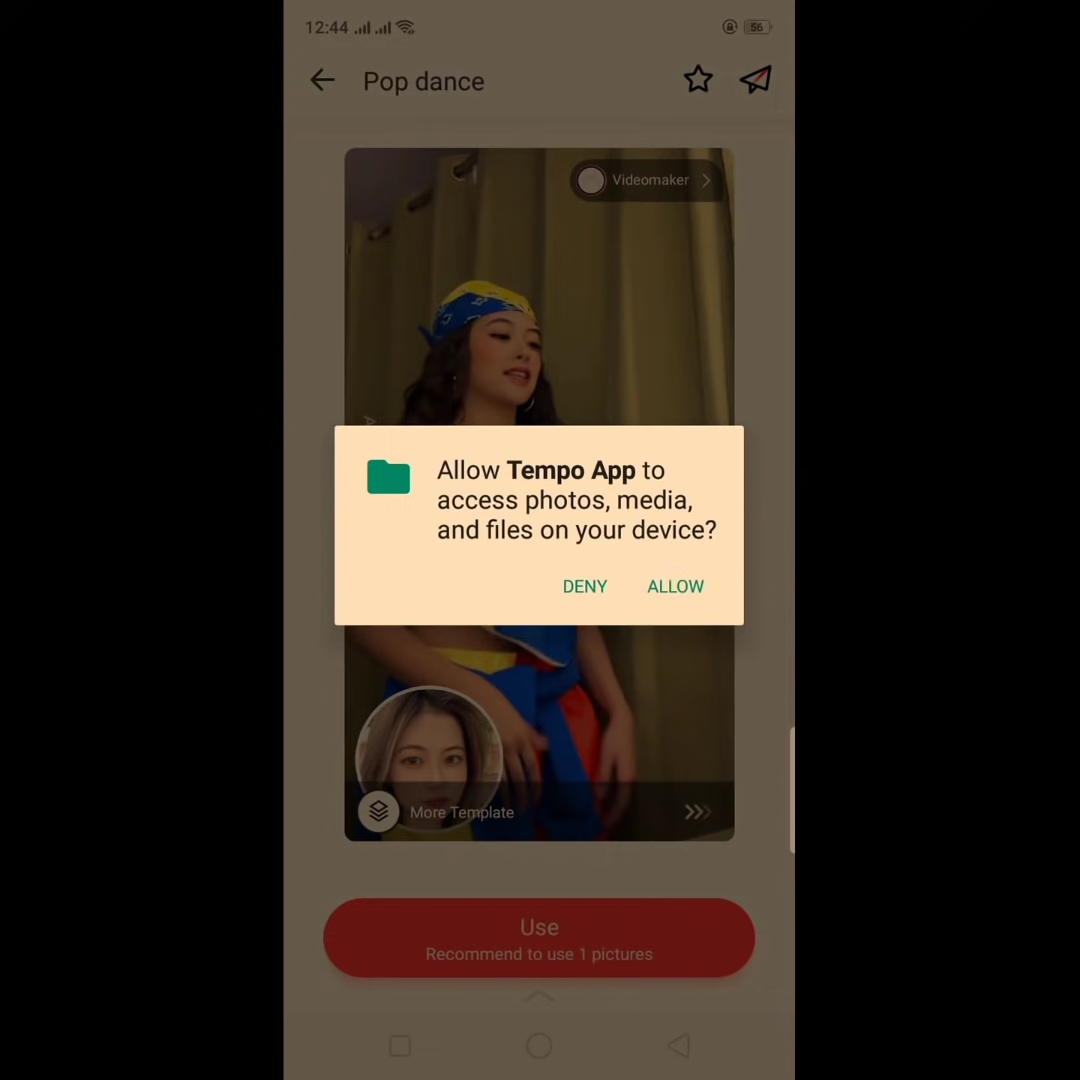 12:44
56
Pop dance
Videomaker
Allow Tempo App to
access photos, media,
and files on your device?
DENY ALLOW
More Template
Use
Recommend to use 1 pictures